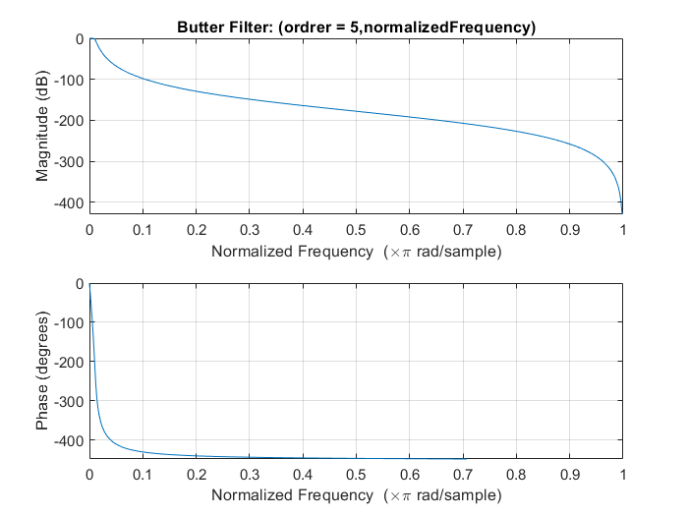 Butter Filter: (ordrer = 5,normalizedFrequency)
0
-100
-200
-300
-400
Magnitude (dB)
0 0.1 0.2 0.3 0.4 0.5 0.6 0.7 0.8 0.9 1
Normalized Frequency (×π rad/sample)
0
-100
-200
-300
-400
Phase (degrees)
0 0.1 0.2 0.3 0.4 0.5 0.6 0.7 0.8 0.9 1
Normalized Frequency (×π rad/sample)